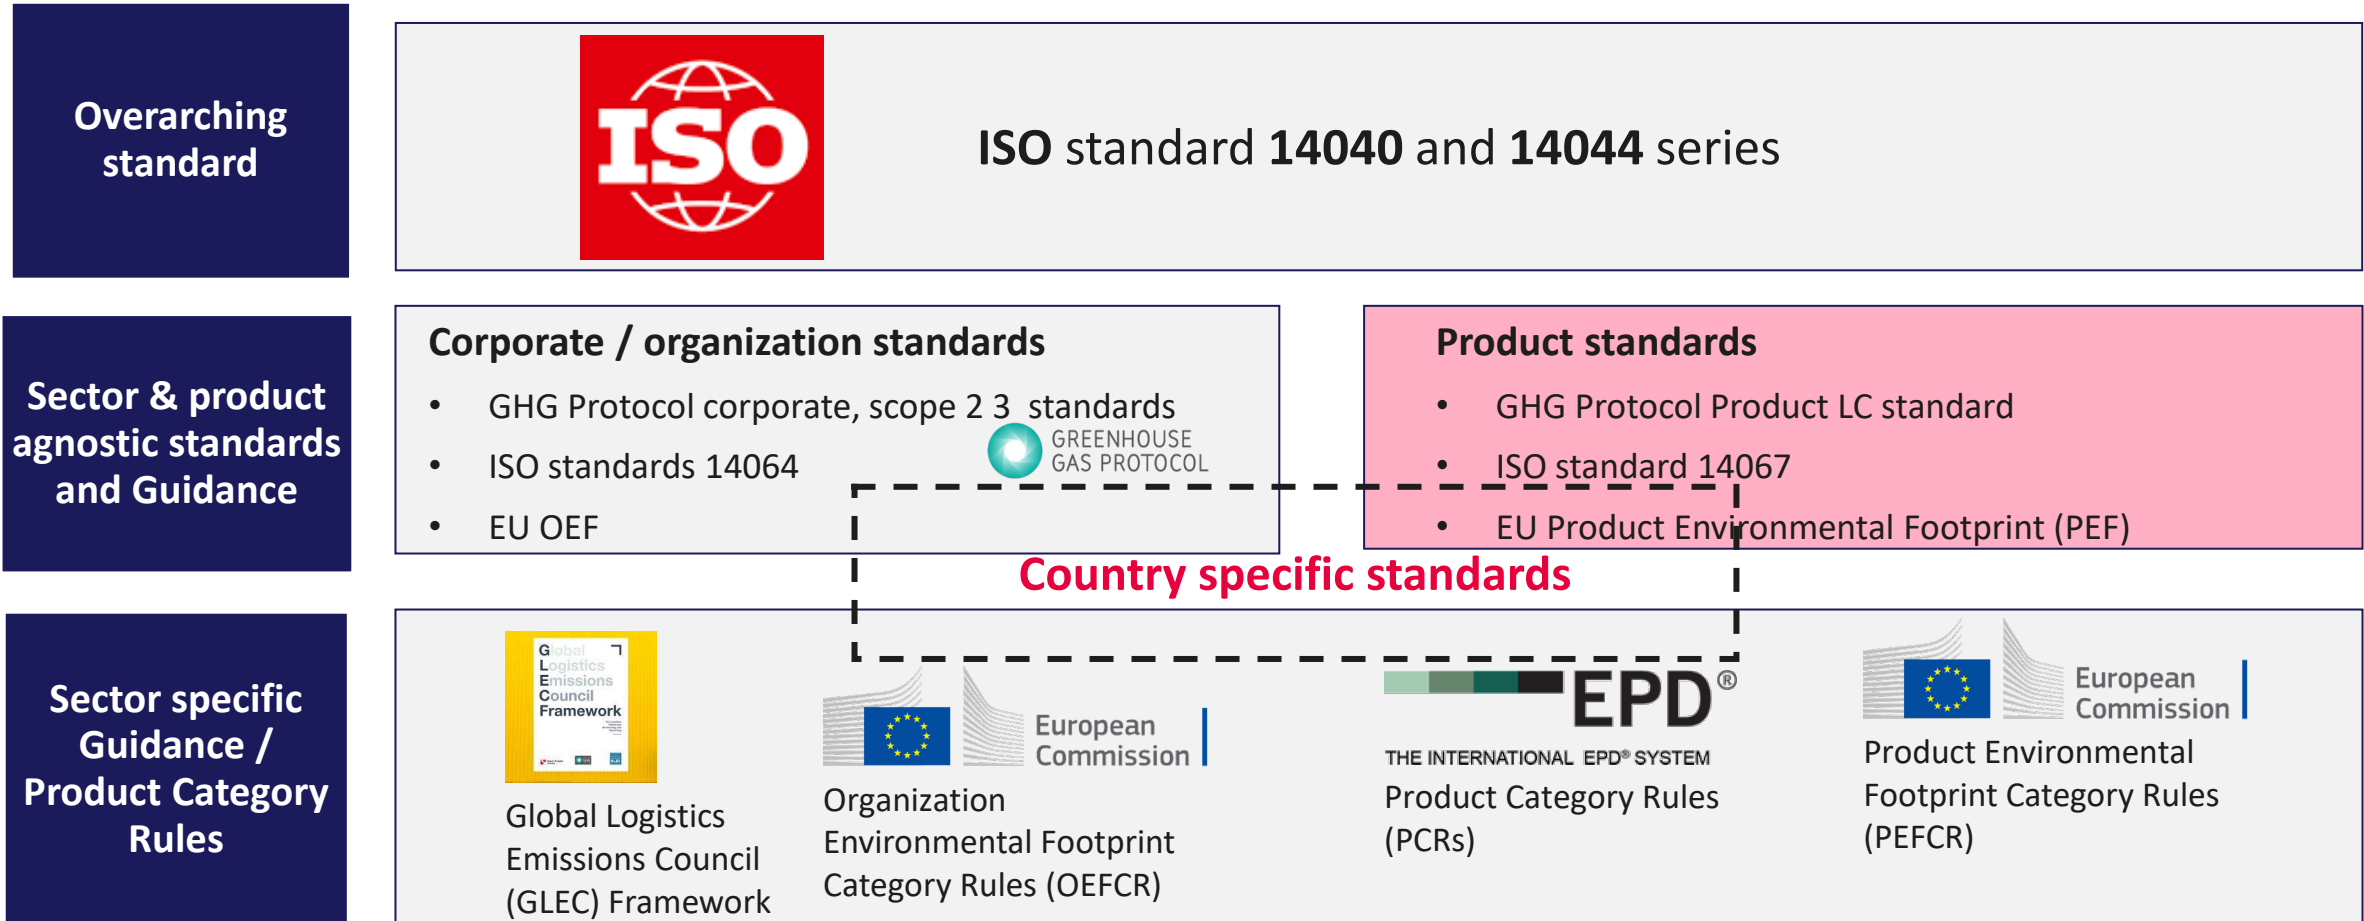 Overarching
standard
ISO
ISO standard 14040 and 14044 series
Sector & product
agnostic standards
and Guidance
Corporate / organization standards
• GHG Protocol corporate, scope 2 3 standards
• ISO standards 14064
• EU OEF
GREENHOUSE
GAS PROTOCOL
Product standards
• GHG Protocol Product LC standard
• ISO standard 14067
• EU Product Environmental Footprint (PEF)
Country specific standards
Sector specific
Guidance /
Product Category
Rules
Global
Logistics
Emissions
Council
Framework
Global Logistics
Emissions Council
(GLEC) Framework
European
Commission
Organization
Environmental Footprint
Category Rules (OEFCR)
EPD®
THE INTERNATIONAL EPD® SYSTEM
Product Category Rules
(PCRs)
European
Commission
Product Environmental
Footprint Category Rules
(PEFCR)